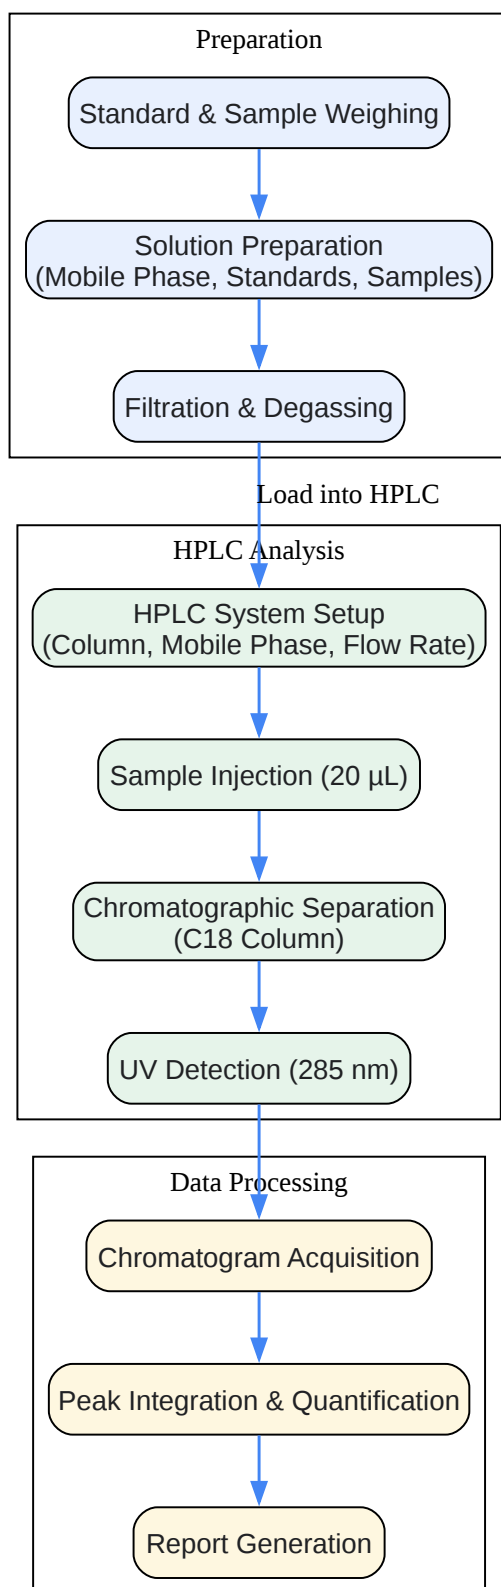 Preparation
Standard & Sample Weighing
Solution Preparation
(Mobile Phase, Standards, Samples)
Filtration & Degassing
Load into HPLC
HPLC Analysis
HPLC System Setup
(Column, Mobile Phase, Flow Rate)
Sample Injection (20 µL)
Chromatographic Separation
(C18 Column)
UV Detection (285 nm)
Data Processing
Chromatogram Acquisition
Peak Integration & Quantification
Report Generation